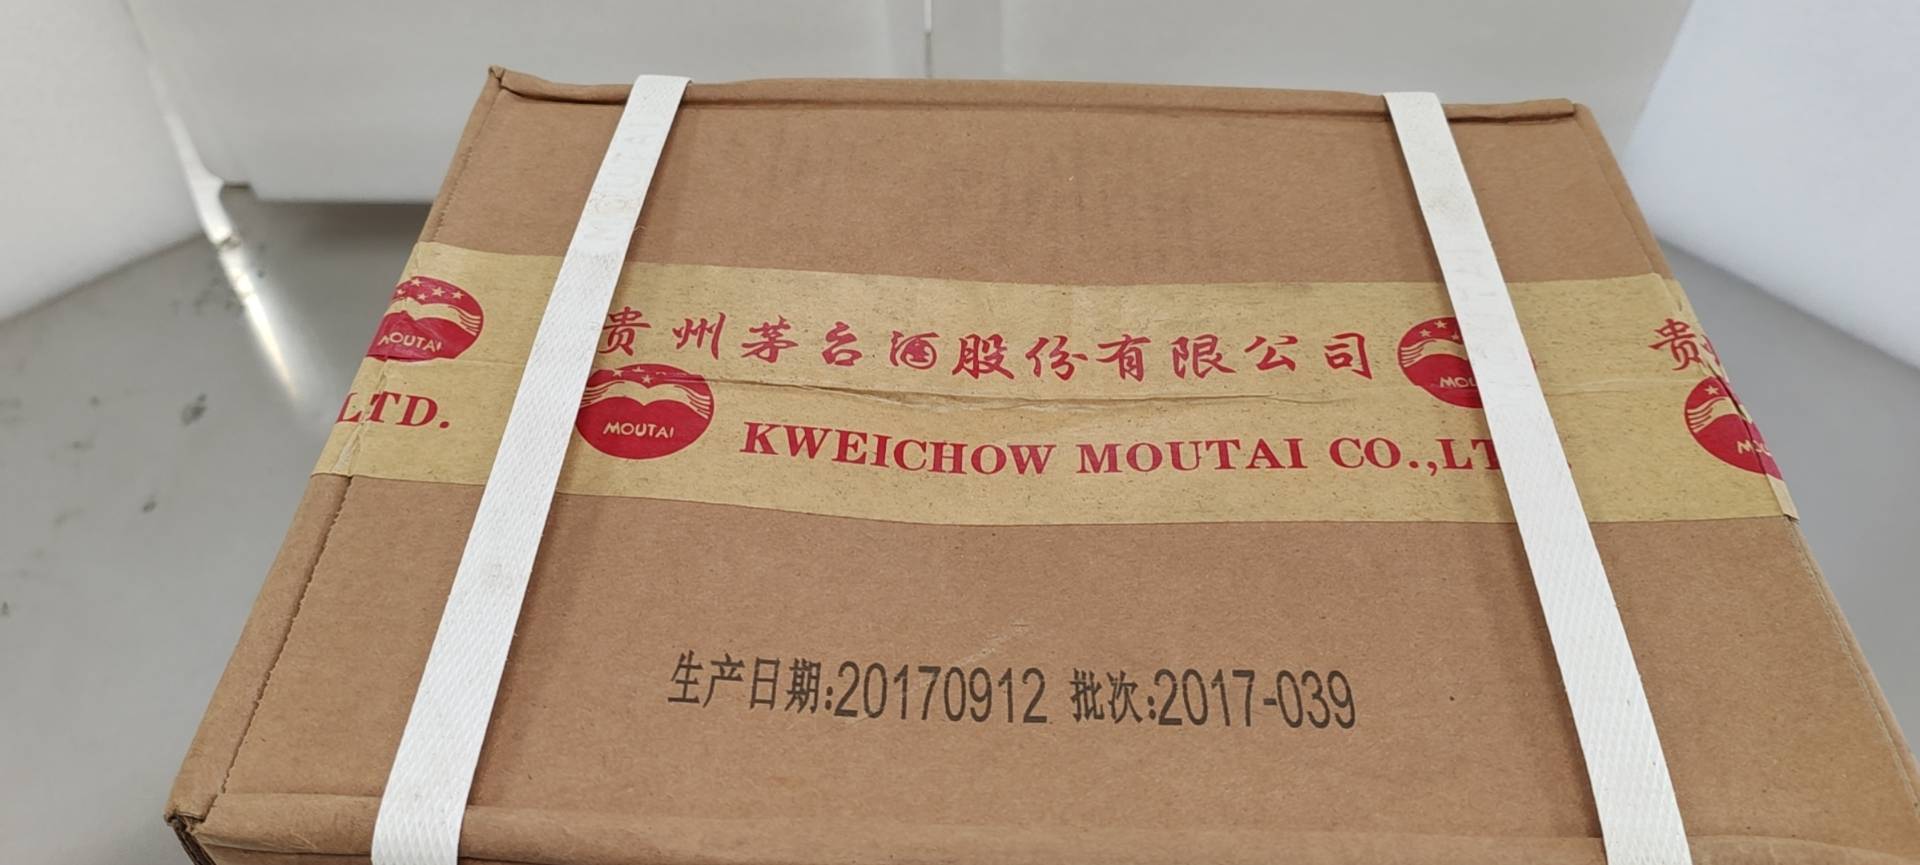 贵州茅台酒股份有限公司
贵
MOUTAI
LTD.
MOUTAI
KWEICHOW MOUTAI CO.,LT
生产日期:20170912 批次:2017-039